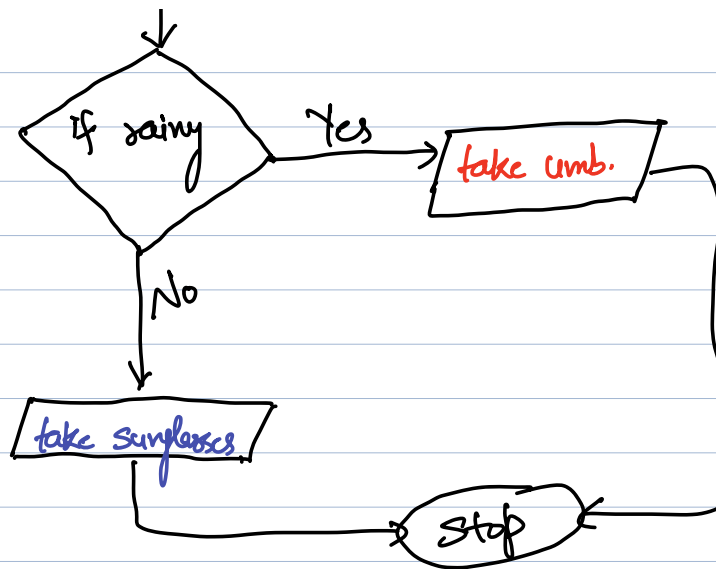 If rainy
Yes
take umb.
No
take sunglasses
Stop